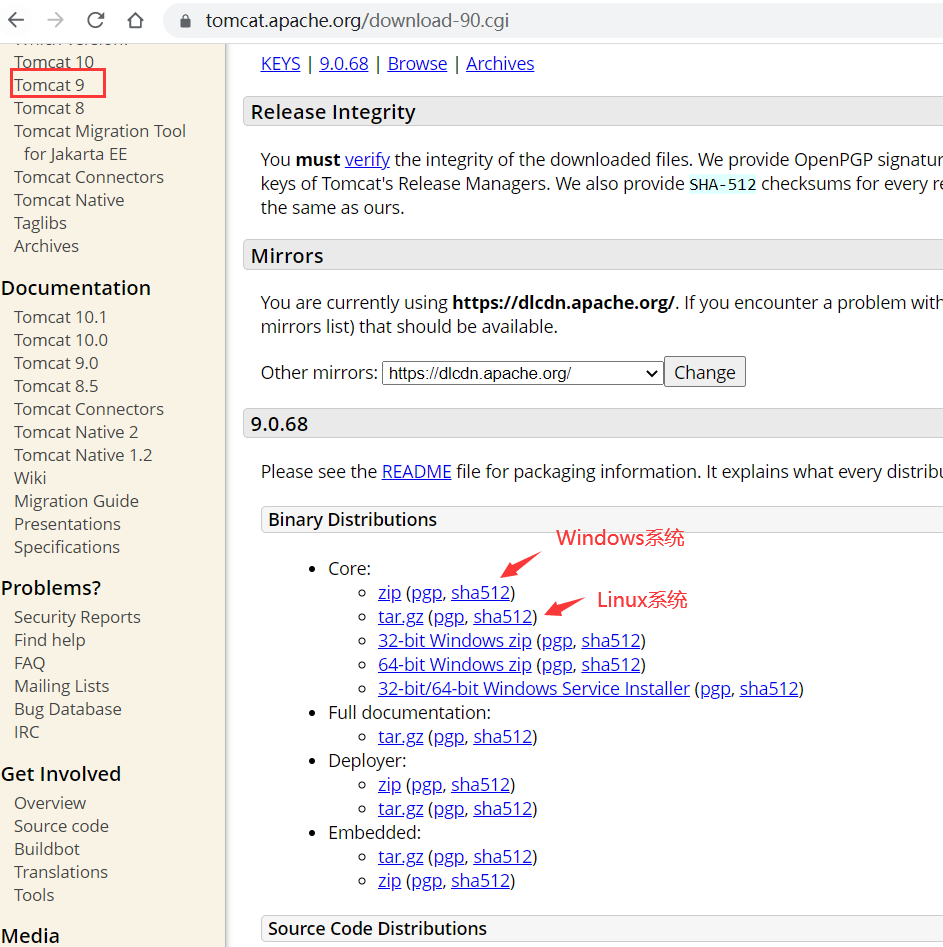 tomcat.apache.org/download-90.cgi
Which version?
Tomcat 10
Tomcat 9
Tomcat 8
Tomcat Migration Tool
for Jakarta EE
Tomcat Connectors
Tomcat Native
Taglibs
Archives
Documentation
Tomcat 10.1
Tomcat 10.0
Tomcat 9.0
Tomcat 8.5
Tomcat Connectors
Tomcat Native 2
Tomcat Native 1.2
Wiki
Migration Guide
Presentations
Specifications
Problems?
Security Reports
Find help
FAQ
Mailing Lists
Bug Database
IRC
Get Involved
Overview
Source code
Buildbot
Translations
Tools
Media
KEYS | 9.0.68 | Browse | Archives
Release Integrity
You must verify the integrity of the downloaded files. We provide OpenPGP signatur
keys of Tomcat's Release Managers. We also provide SHA-512 checksums for every re
the same as ours.
Mirrors
You are currently using https://dlcdn.apache.org/. If you encounter a problem with
mirrors list) that should be available.
Other mirrors: https://dlcdn.apache.org/ Change
9.0.68
Please see the README file for packaging information. It explains what every distribu
Binary Distributions
Windows系统
Core:
zip (pgp, sha512)
Linux系统
tar.gz (pgp, sha512)
32-bit Windows zip (pgp, sha512)
64-bit Windows zip (pgp, sha512)
32-bit/64-bit Windows Service Installer (pgp, sha512)
Full documentation:
tar.gz (pgp, sha512)
Deployer:
zip (pgp, sha512)
tar.gz (pgp, sha512)
Embedded:
tar.gz (pgp, sha512)
zip (pgp, sha512)
Source Code Distributions